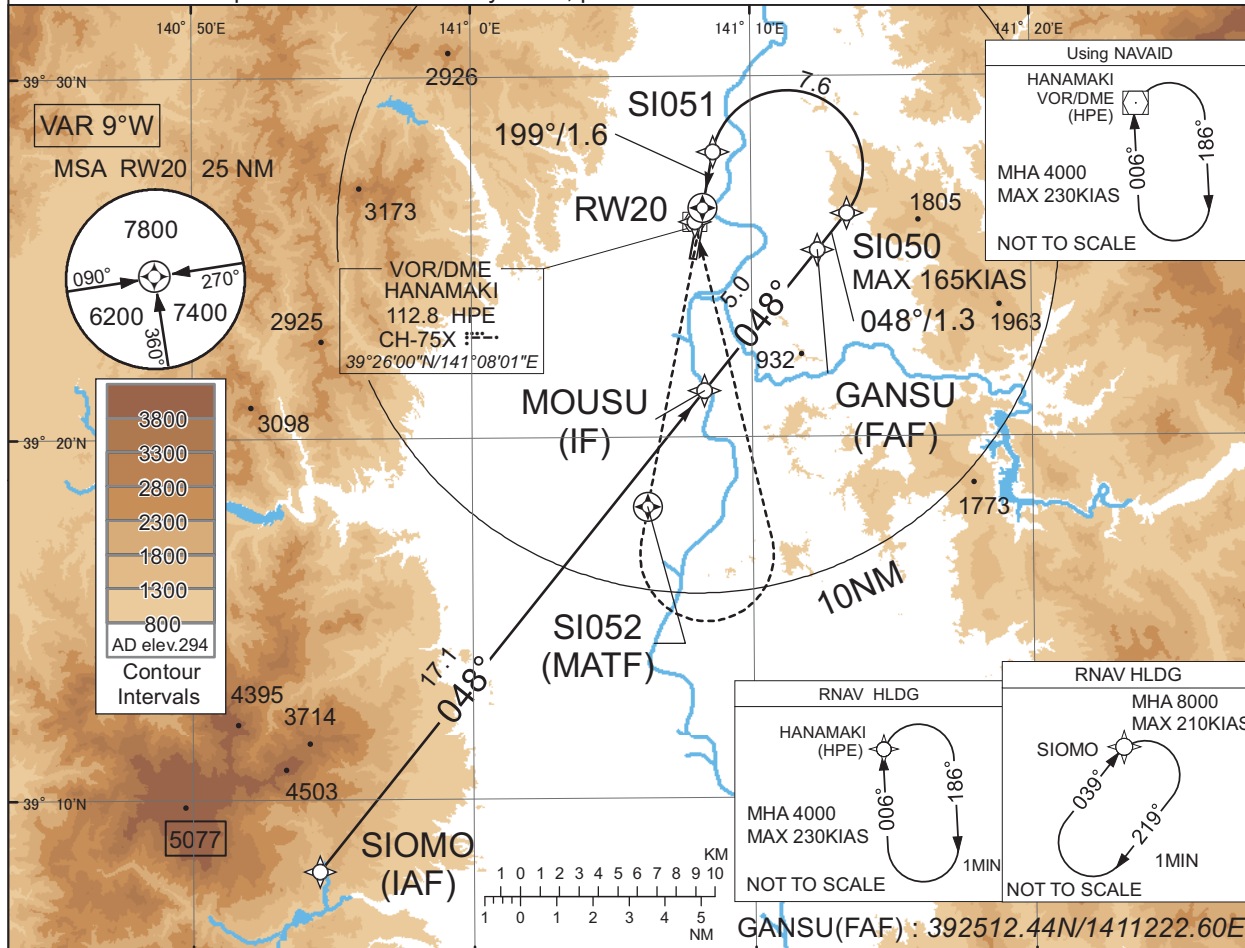 140° 50'E
141° 0'E
141° 10'E
141° 20'E
39° 30'N
39° 20'N
39° 10'N
2926
VAR 9°W
MSA RW20 25 NM
7800
090°
270°
6200
7400
360°
3173
2925
3098
SI051
199°/1.6
7.6
RW20
VOR/DME
HANAMAKI
112.8 HPE
CH-75X
39°26'00"N/141°08'01"E
1805
SI050
MAX 165KIAS
1963
048°/1.3
932
5.0
048°
MOUSU
(IF)
GANSU
(FAF)
1773
10NM
SI052
(MATF)
17.1
048°
SIOMO
(IAF)
3800
3300
2800
2300
1800
1300
800
AD elev.294
Contour
Intervals
4395
3714
4503
5077
Using NAVAID
HANAMAKI
VOR/DME
(HPE)
006°
186°
MHA 4000
MAX 230KIAS
NOT TO SCALE
RNAV HLDG
HANAMAKI
(HPE)
006°
186°
MHA 4000
MAX 230KIAS
1MIN
NOT TO SCALE
RNAV HLDG
MHA 8000
MAX 210KIAS
SIOMO
039°
219°
1MIN
NOT TO SCALE
KM
1 0 1 2 3 4 5 6 7 8 9 10
1 0 1 2 3 4 5
NM
GANSU(FAF) : 392512.44N/1411222.60E